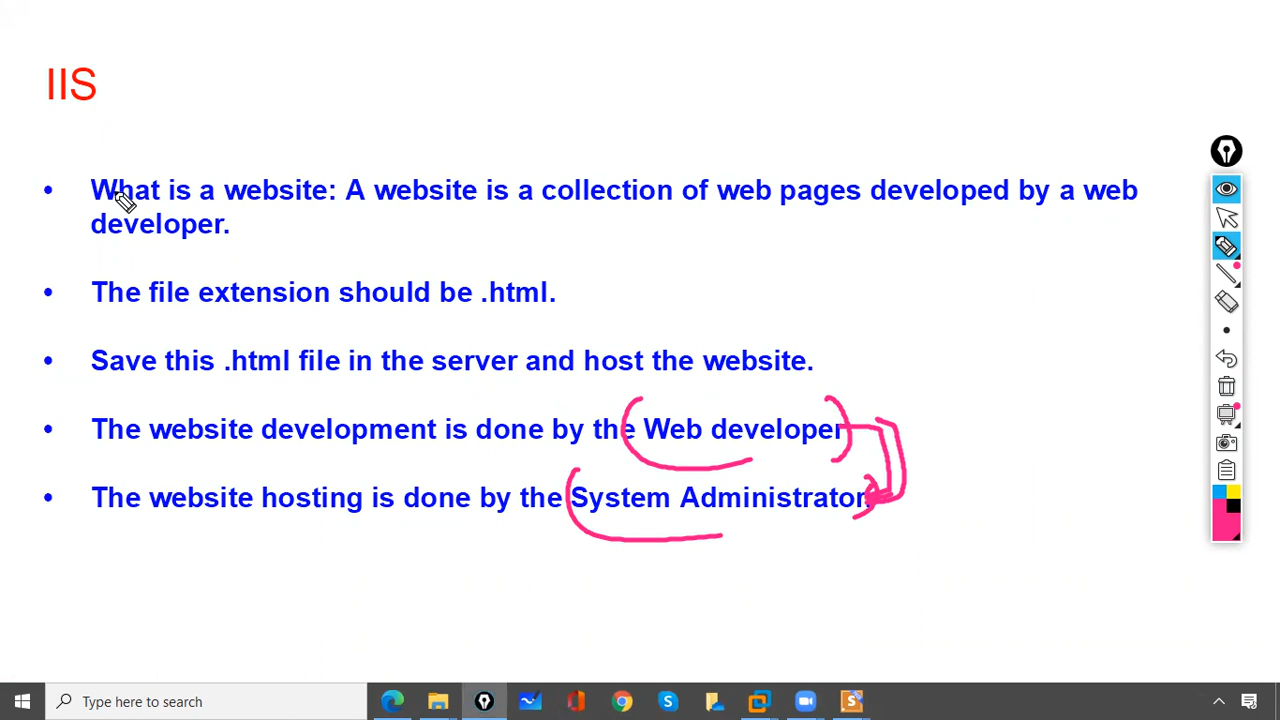 IIS
• What is a website: A website is a collection of web pages developed by a web
developer.
• The file extension should be .html.
• Save this .html file in the server and host the website.
• The website development is done by the Web developer
• The website hosting is done by the System Administrator.
Type here to search